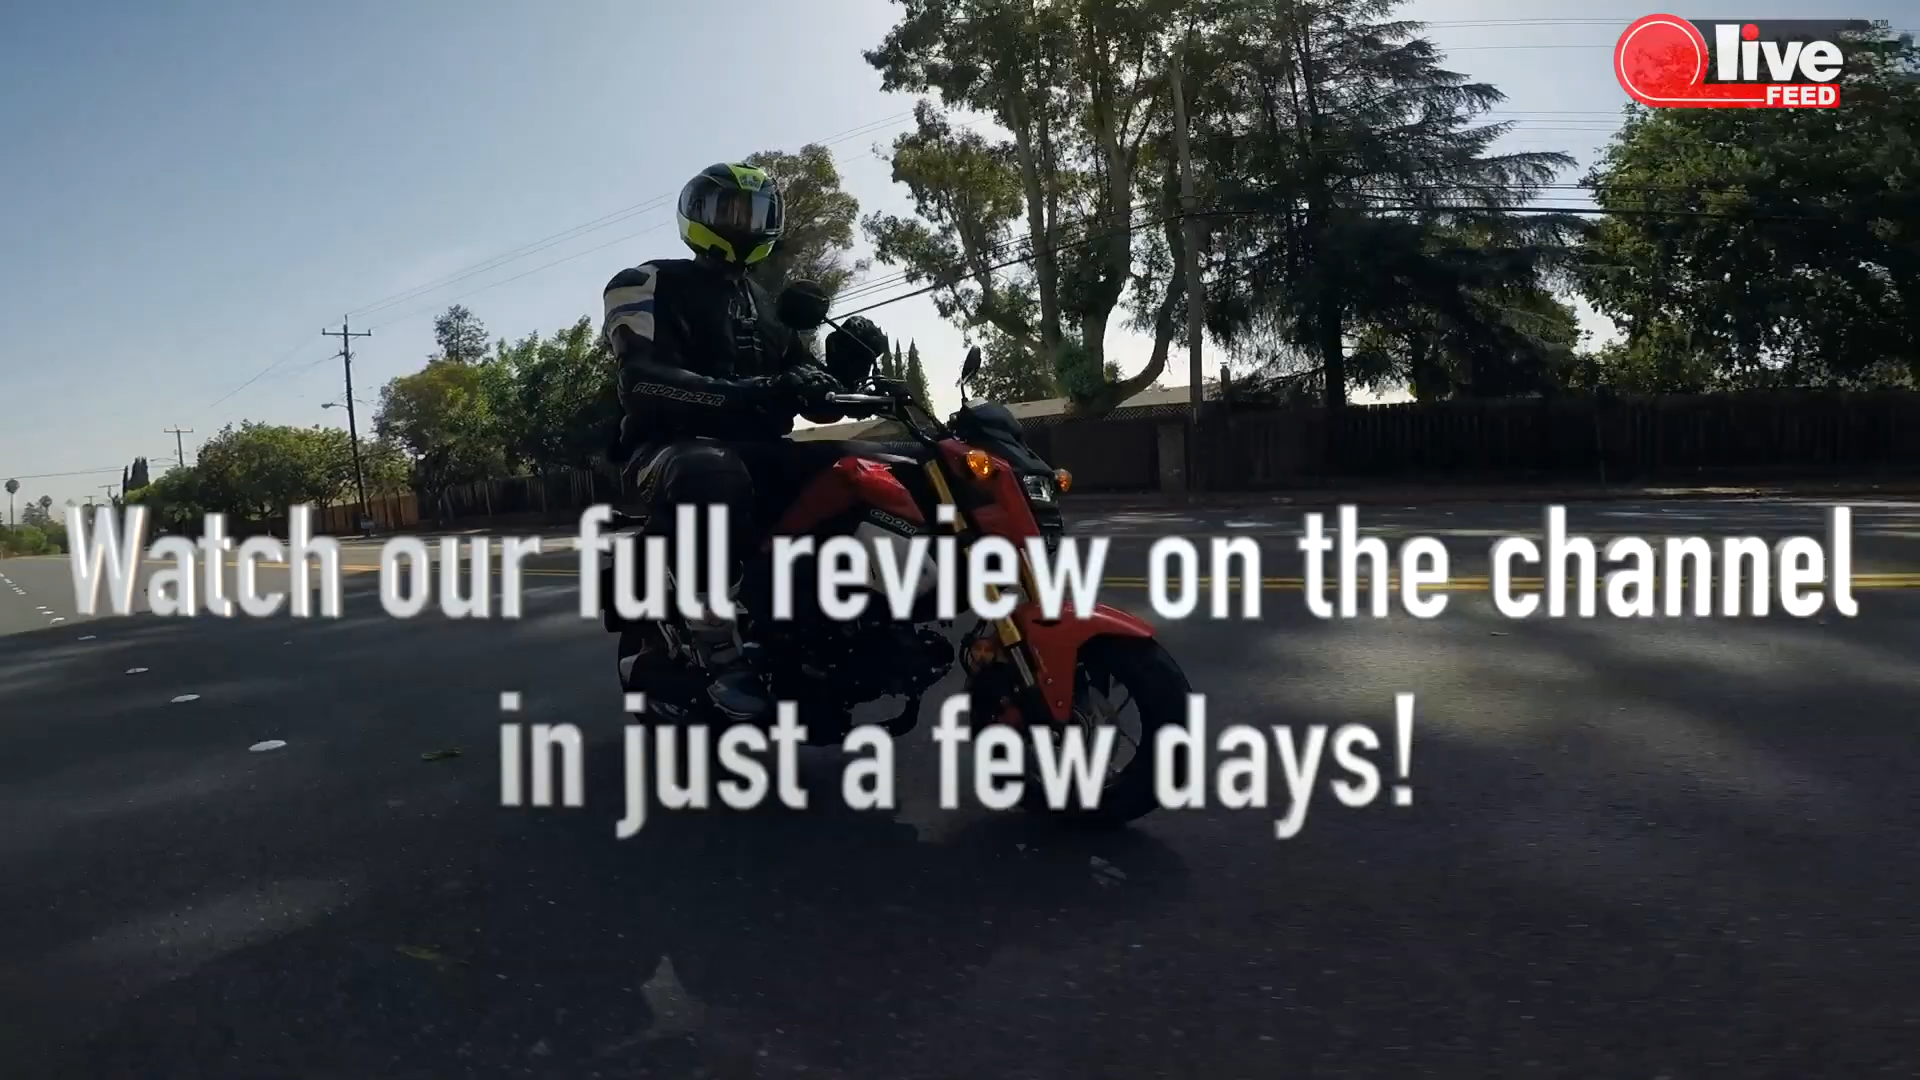 live
FEED
Watch our full review on the channel
in just a few days!